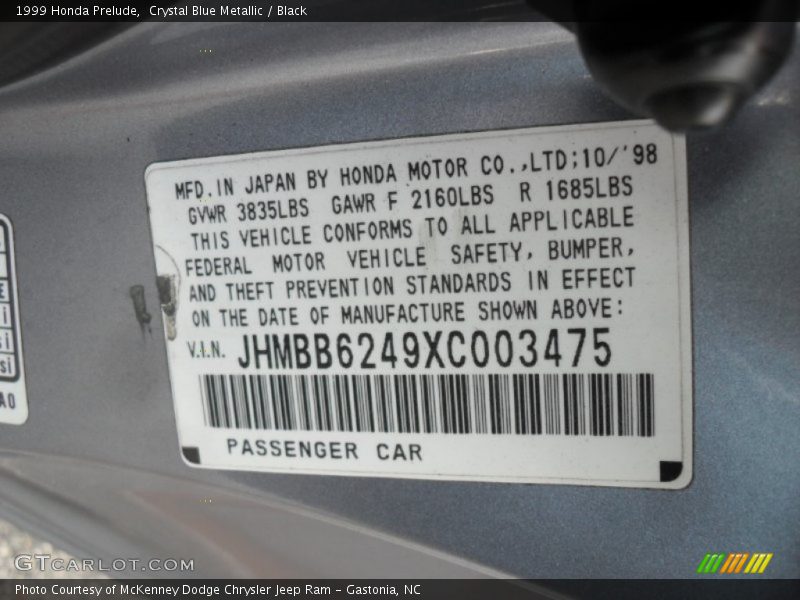 1999 Honda Prelude,  Crystal Blue Metallic / Black
MFD.IN JAPAN BY HONDA MOTOR CO.,LTD;10/'98
GVWR 3835LBS  GAWR F 2160LBS  R 1685LBS
THIS VEHICLE CONFORMS TO ALL APPLICABLE
FEDERAL MOTOR VEHICLE SAFETY, BUMPER,
AND THEFT PREVENTION STANDARDS IN EFFECT
ON THE DATE OF MANUFACTURE SHOWN ABOVE:
V.I.N. JHMBB6249XC003475
PASSENGER CAR
E
i
si
si
A0
GTCARLOT.COM
Photo Courtesy of McKenney Dodge Chrysler Jeep Ram - Gastonia, NC